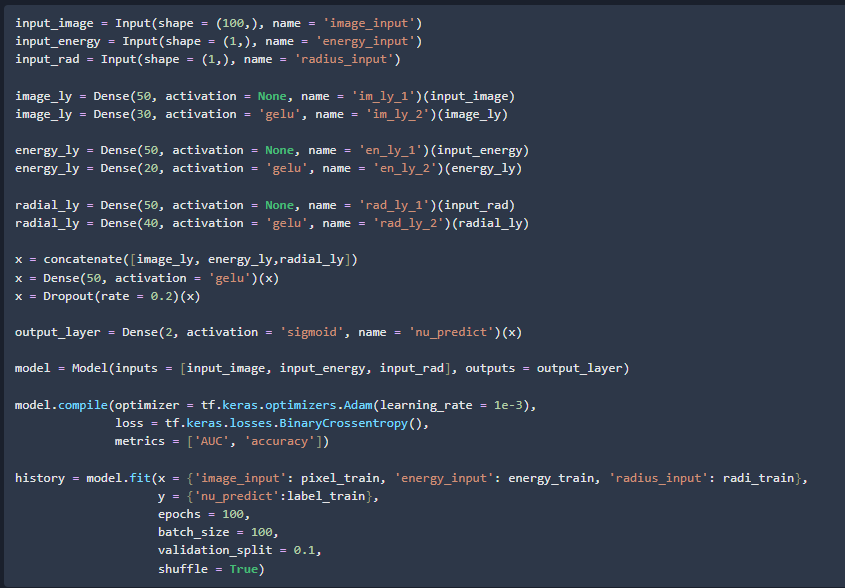 input_image = Input(shape = (100,), name = 'image_input')
input_energy = Input(shape = (1,), name = 'energy_input')
input_rad = Input(shape = (1,), name = 'radius_input')
image_ly = Dense(50, activation = None, name = 'im_ly_1')(input_image)
image_ly = Dense(30, activation = 'gelu', name = 'im_ly_2')(image_ly)
energy_ly = Dense(50, activation = None, name = 'en_ly_1')(input_energy)
energy_ly = Dense(20, activation = 'gelu', name = 'en_ly_2')(energy_ly)
radial_ly = Dense(50, activation = None, name = 'rad_ly_1')(input_rad)
radial_ly = Dense(40, activation = 'gelu', name = 'rad_ly_2')(radial_ly)
x = concatenate([image_ly, energy_ly,radial_ly])
x = Dense(50, activation = 'gelu')(x)
x = Dropout(rate = 0.2)(x)
output_layer = Dense(2, activation = 'sigmoid', name = 'nu_predict')(x)
model = Model(inputs = [input_image, input_energy, input_rad], outputs = output_layer)
model.compile(optimizer = tf.keras.optimizers.Adam(learning_rate = 1e-3),
loss = tf.keras.losses.BinaryCrossentropy(),
metrics = ['AUC', 'accuracy'])
history = model.fit(x = {'image_input': pixel_train, 'energy_input': energy_train, 'radius_input': radi_train},
y = {'nu_predict':label_train},
epochs = 100,
batch_size = 100,
validation_split = 0.1,
shuffle = True)